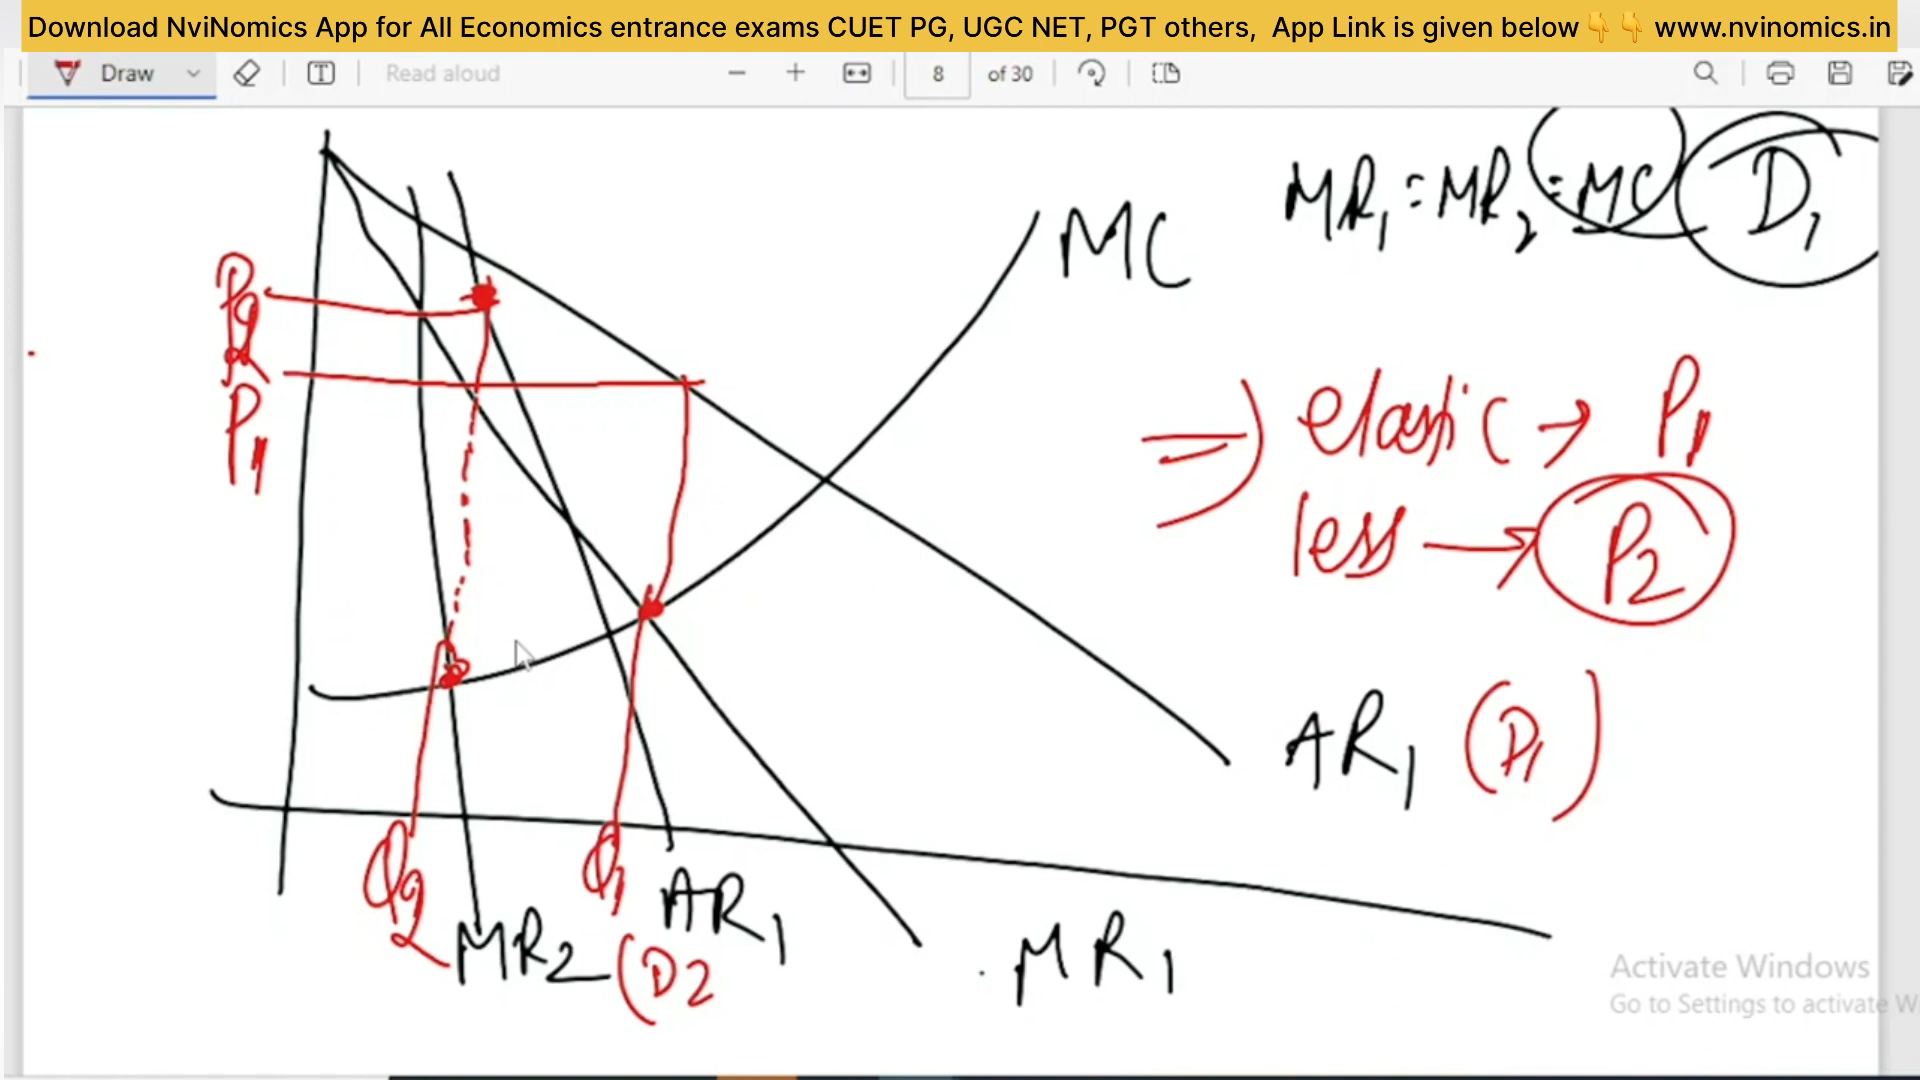 Download NviNomics App for All Economics entrance exams CUET PG, UGC NET, PGT others, App Link is given below👇👇 www.nvinomics.in
Draw
Read aloud
8 of 30
MR1 = MR2 = MC D1
MC
P2
P1
elastic → P1
less → P2
AR1 (D1)
Q2
Q1
AR1
MR2
(D2
MR1
Activate Windows
Go to Settings to activate W